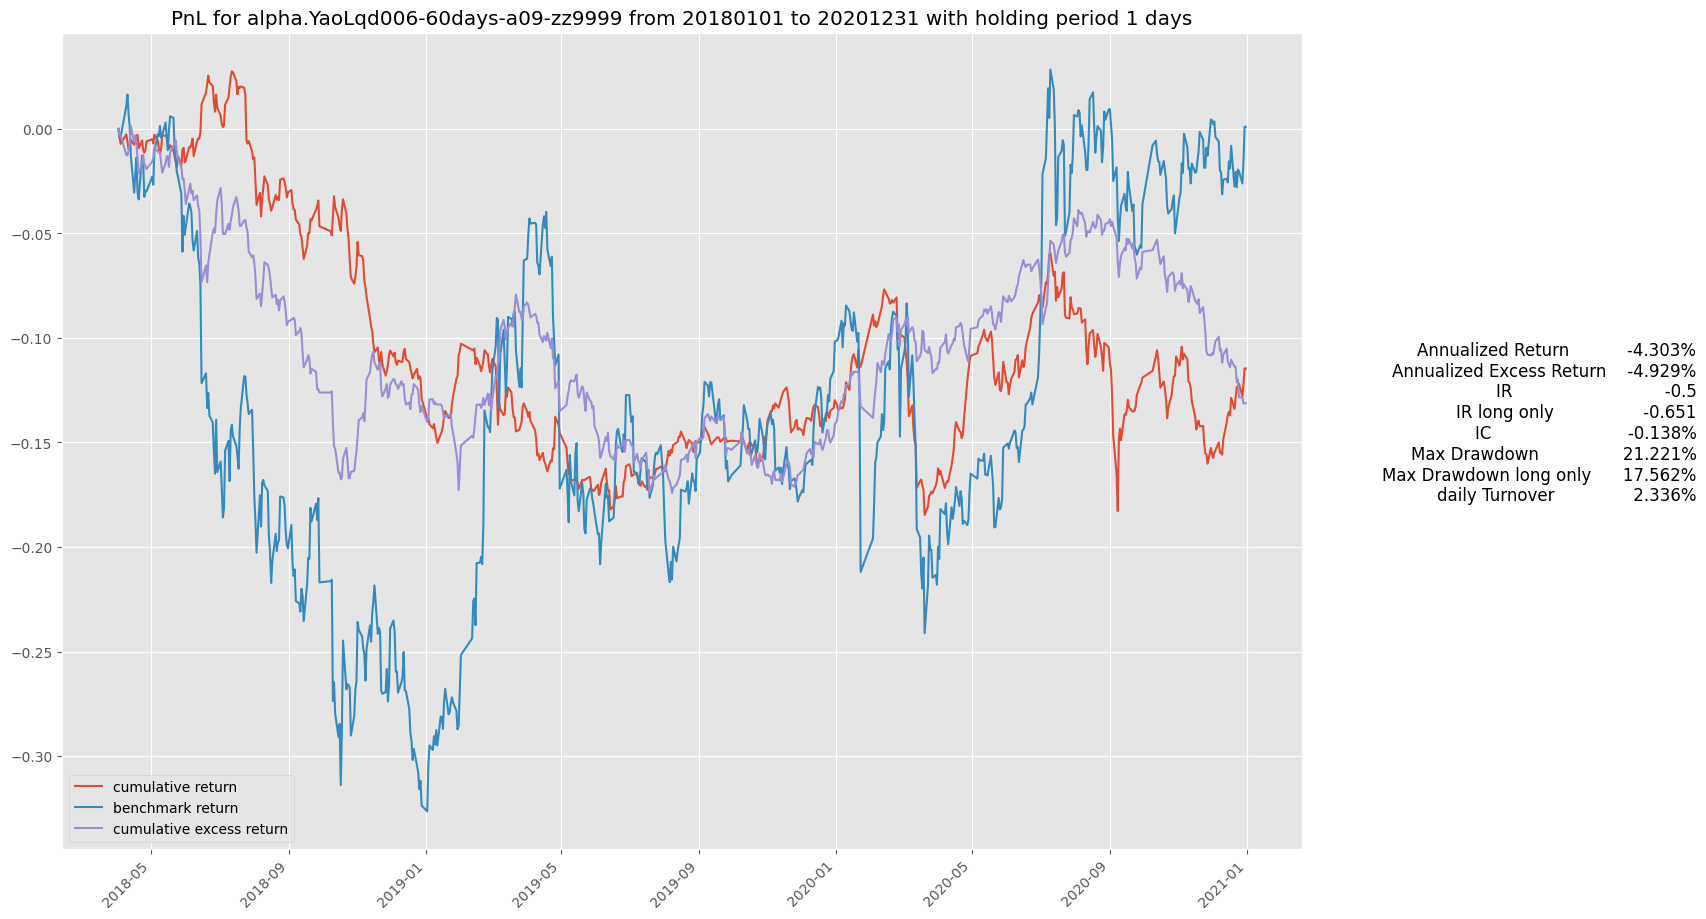 PnL for alpha.YaoLqd006-60days-a09-zz9999 from 20180101 to 20201231 with holding period 1 days
0.00
−0.05
−0.10
−0.15
−0.20
−0.25
−0.30
Annualized Return -4.303%
Annualized Excess Return -4.929%
IR -0.5
IR long only -0.651
IC -0.138%
Max Drawdown 21.221%
Max Drawdown long only 17.562%
daily Turnover 2.336%
cumulative return
benchmark return
cumulative excess return
2018-05
2018-09
2019-01
2019-05
2019-09
2020-01
2020-05
2020-09
2021-01